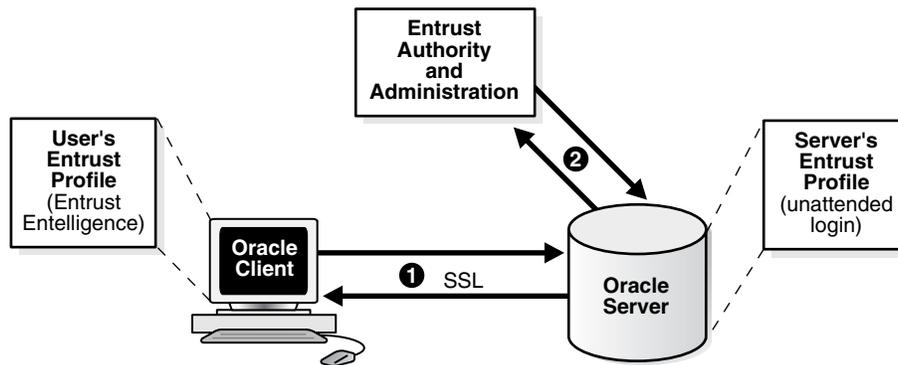 Entrust
Authority
and
Administration
User's
Entrust
Profile
(Entrust
Entelligence)
Server's
Entrust
Profile
(unattended
login)
2
Oracle
Client
1 SSL
Oracle
Server